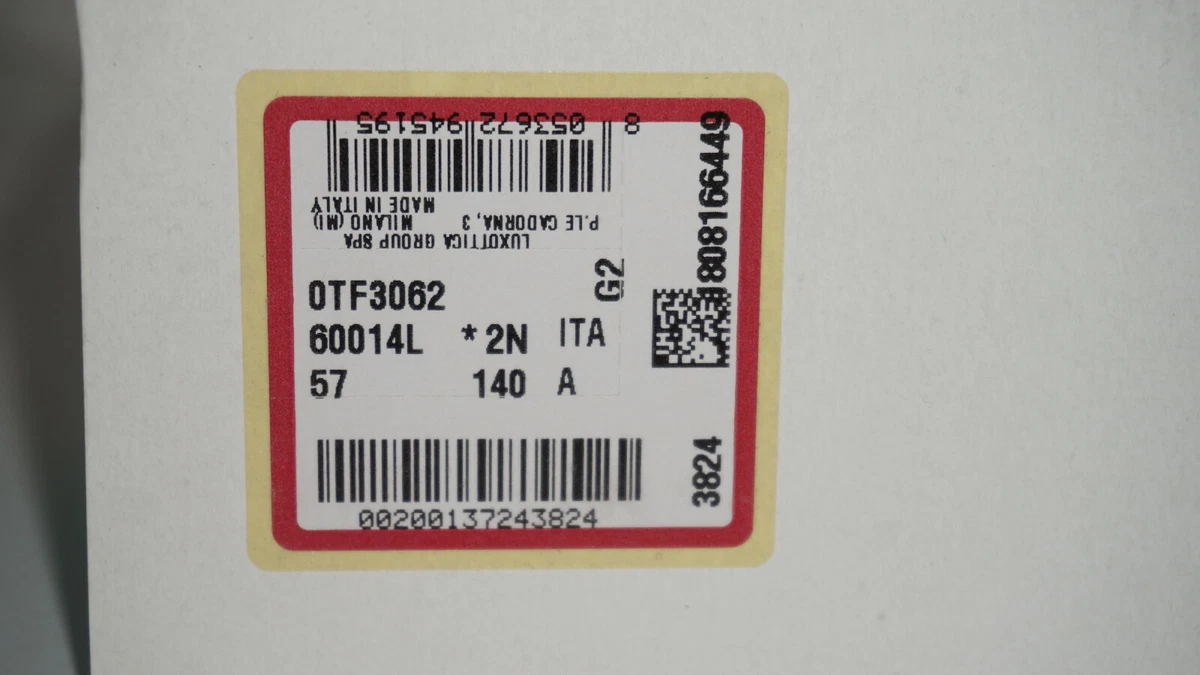 8 053672 945195
LUXOTTICA GROUP SPA
P.LE CADORNA, 3 MILANO (MI)
MADE IN ITALY
0TF3062
60014L *2N ITA
57 140 A
G2
1808166449
3824
00200137243824